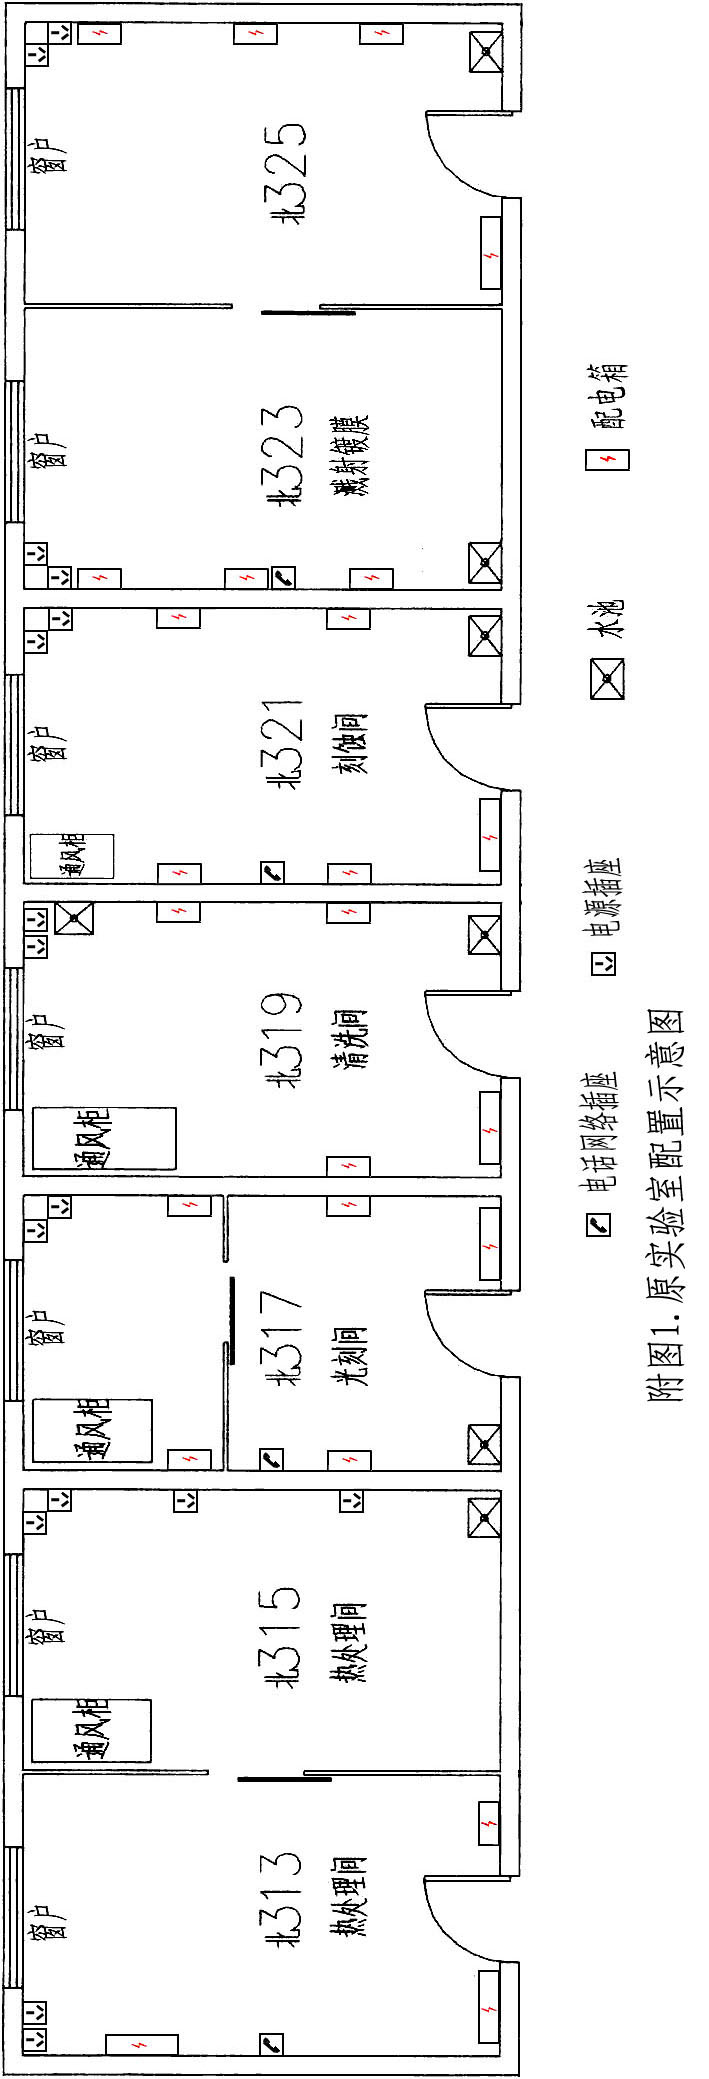 窗户
窗户
窗户
窗户
窗户
窗户
窗户
通风柜
通风柜
通风柜
通风柜
北313
北315
北317
北319
北321
北323
北325
热处理间
热处理间
光刻间
清洗间
刻蚀间
溅射镀膜
电话网络插座
电源插座
水池
配电箱
附图1.原实验室配置示意图